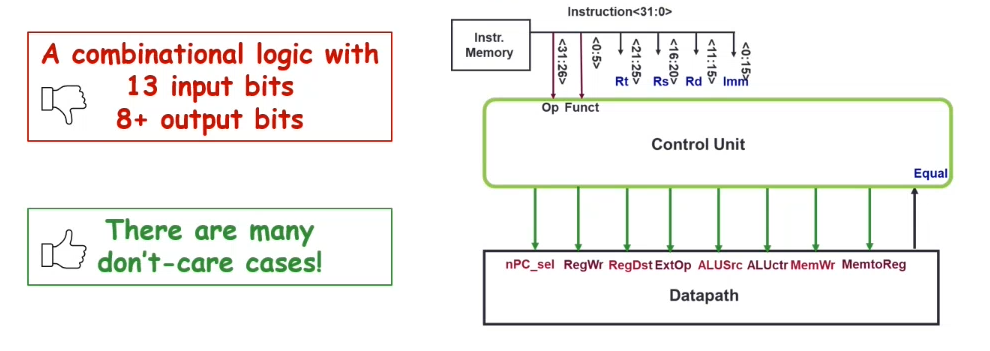 A combinational logic with
13 input bits
8+ output bits
There are many
don't-care cases!
Instruction<31:0>
Instr.
Memory
<31:26>
<0:5>
<21:25>
<16:20>
<11:15>
<0:15>
Rt Rs Rd Imm
Op Funct
Control Unit
Equal
nPC_sel RegWr RegDst ExtOp ALUSrc ALUctr MemWr MemtoReg
Datapath